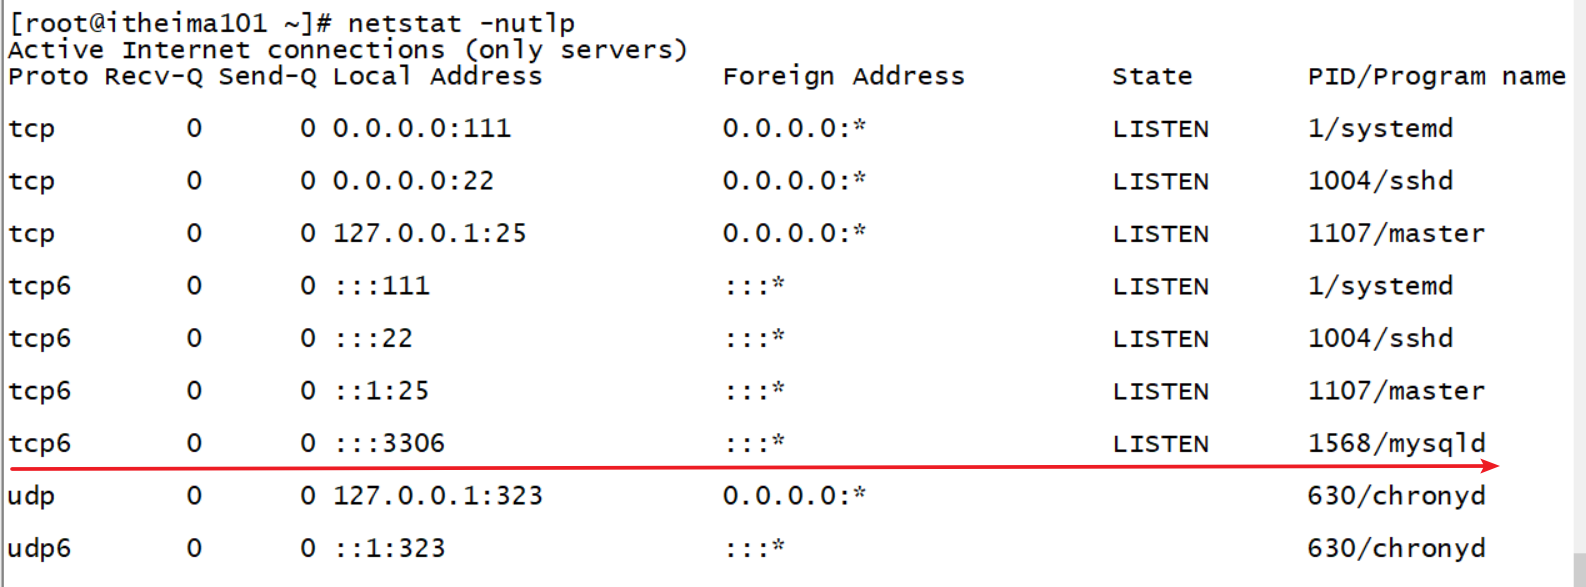 [root@itheima101 ~]# netstat -nutlp
Active Internet connections (only servers)
Proto Recv-Q Send-Q Local Address           Foreign Address         State       PID/Program name
tcp        0      0 0.0.0.0:111             0.0.0.0:*               LISTEN      1/systemd
tcp        0      0 0.0.0.0:22              0.0.0.0:*               LISTEN      1004/sshd
tcp        0      0 127.0.0.1:25            0.0.0.0:*               LISTEN      1107/master
tcp6       0      0 :::111                  :::*                    LISTEN      1/systemd
tcp6       0      0 :::22                   :::*                    LISTEN      1004/sshd
tcp6       0      0 ::1:25                  :::*                    LISTEN      1107/master
tcp6       0      0 :::3306                 :::*                    LISTEN      1568/mysqld
udp        0      0 127.0.0.1:323           0.0.0.0:*                           630/chronyd
udp6       0      0 ::1:323                 :::*                                630/chronyd